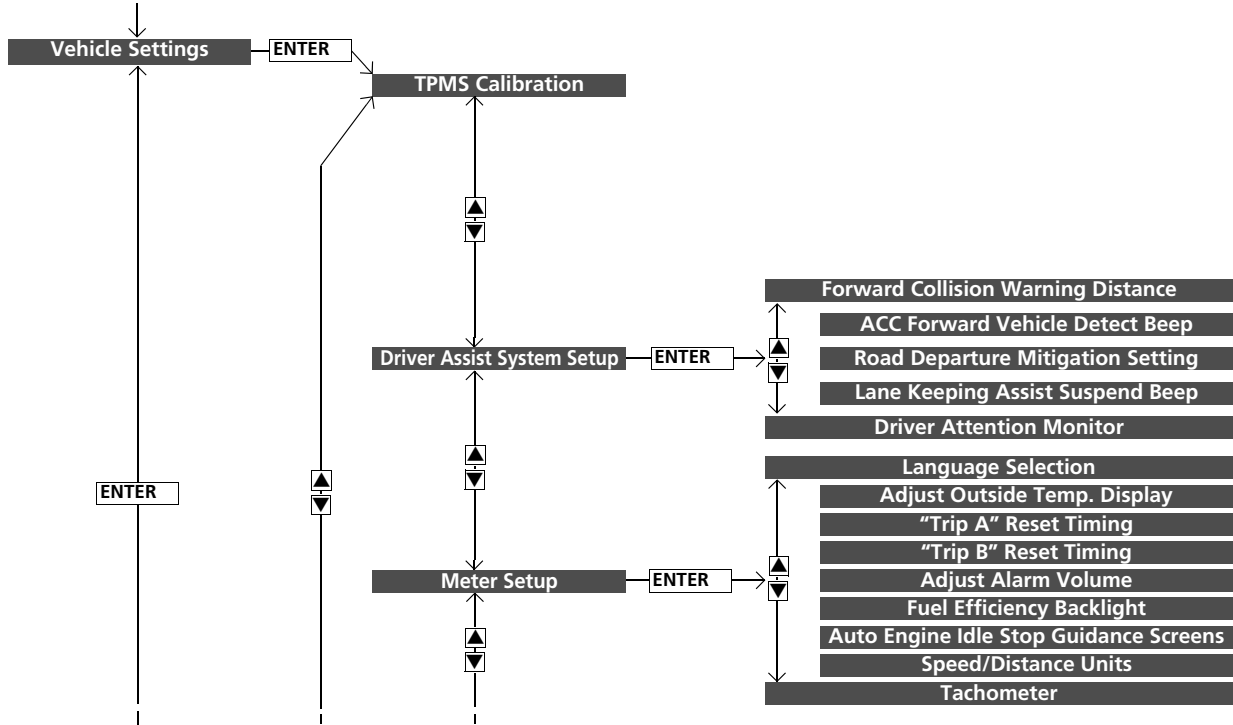 Vehicle Settings
ENTER
TPMS Calibration
Driver Assist System Setup
ENTER
Forward Collision Warning Distance
ACC Forward Vehicle Detect Beep
Road Departure Mitigation Setting
Lane Keeping Assist Suspend Beep
Driver Attention Monitor
ENTER
Meter Setup
ENTER
Language Selection
Adjust Outside Temp. Display
“Trip A” Reset Timing
“Trip B” Reset Timing
Adjust Alarm Volume
Fuel Efficiency Backlight
Auto Engine Idle Stop Guidance Screens
Speed/Distance Units
Tachometer